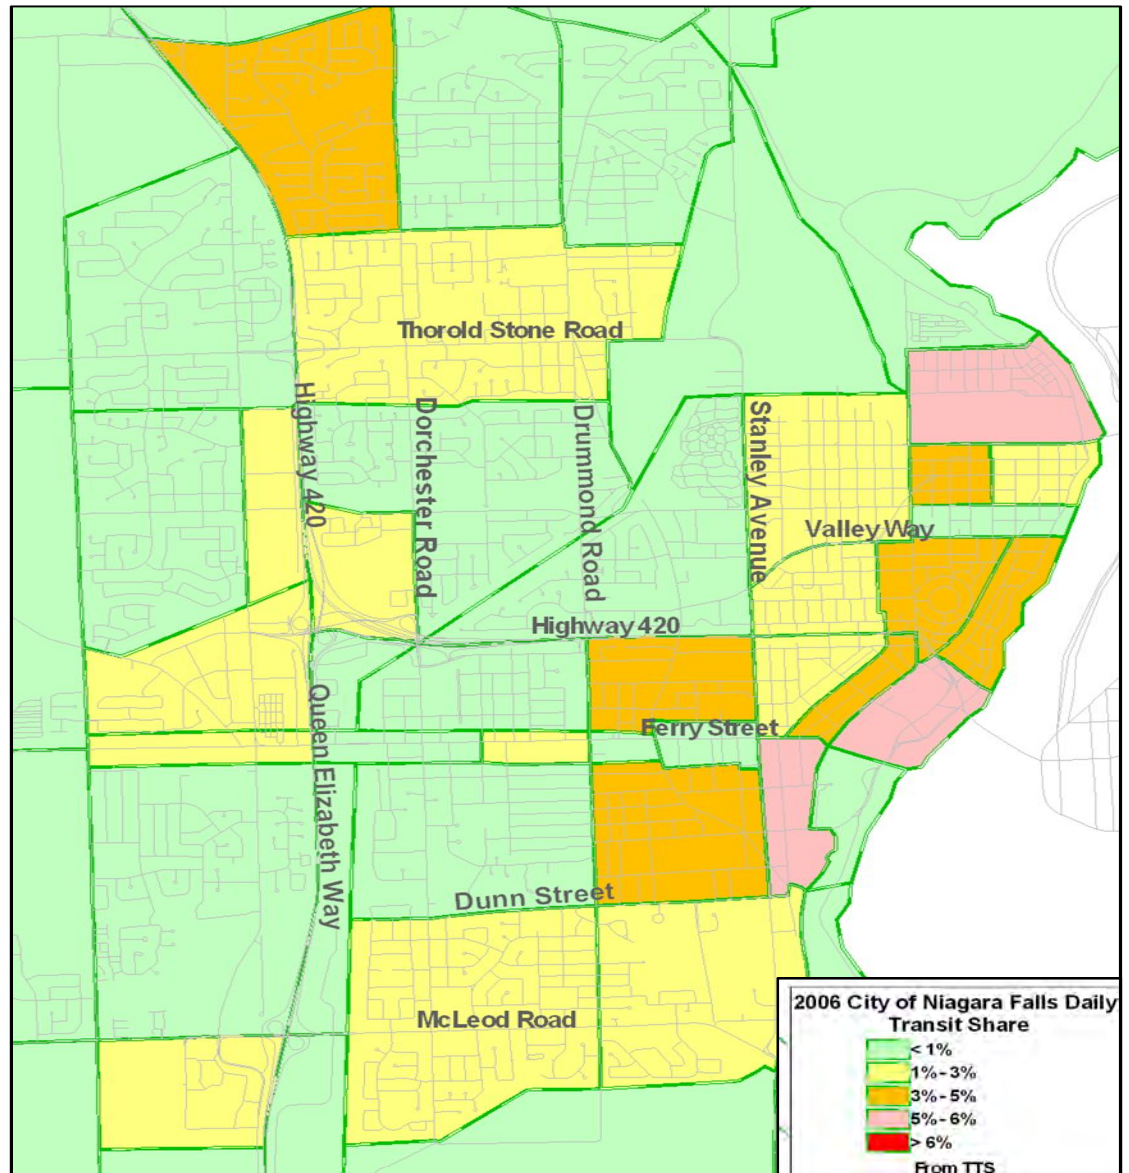 Thorold Stone Road
Highway 420
Dorchester Road
Drummond Road
Stanley Avenue
Valley Way
Highway 420
Ferry Street
Queen Elizabeth Way
Dunn Street
McLeod Road
2006 City of Niagara Falls Daily
Transit Share
< 1%
1% - 3%
3% - 5%
5% - 6%
> 6%
From TTS